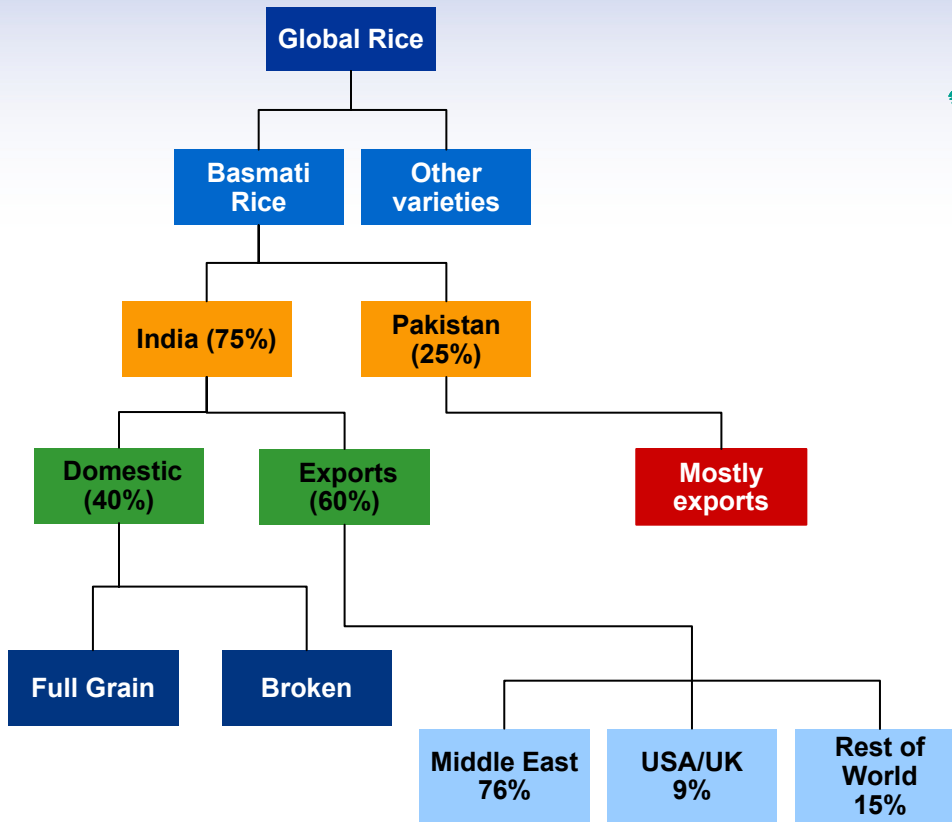 Global Rice
Basmati
Rice
Other
varieties
India (75%)
Pakistan
(25%)
Domestic
(40%)
Exports
(60%)
Mostly
exports
Full Grain
Broken
Middle East
76%
USA/UK
9%
Rest of
World
15%